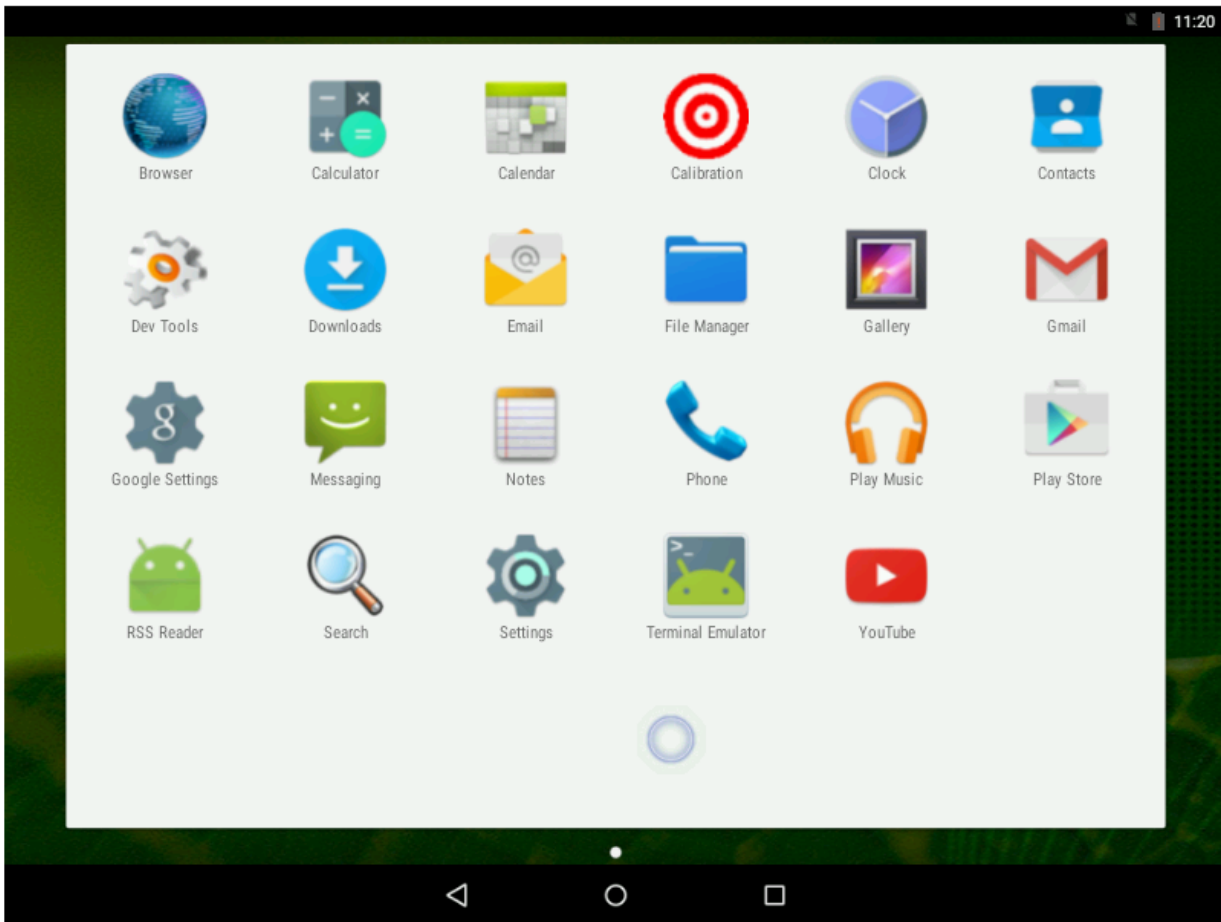 11:20
Browser Calculator Calendar Calibration Clock Contacts
Dev Tools Downloads Email File Manager Gallery Gmail
Google Settings Messaging Notes Phone Play Music Play Store
RSS Reader Search Settings Terminal Emulator YouTube